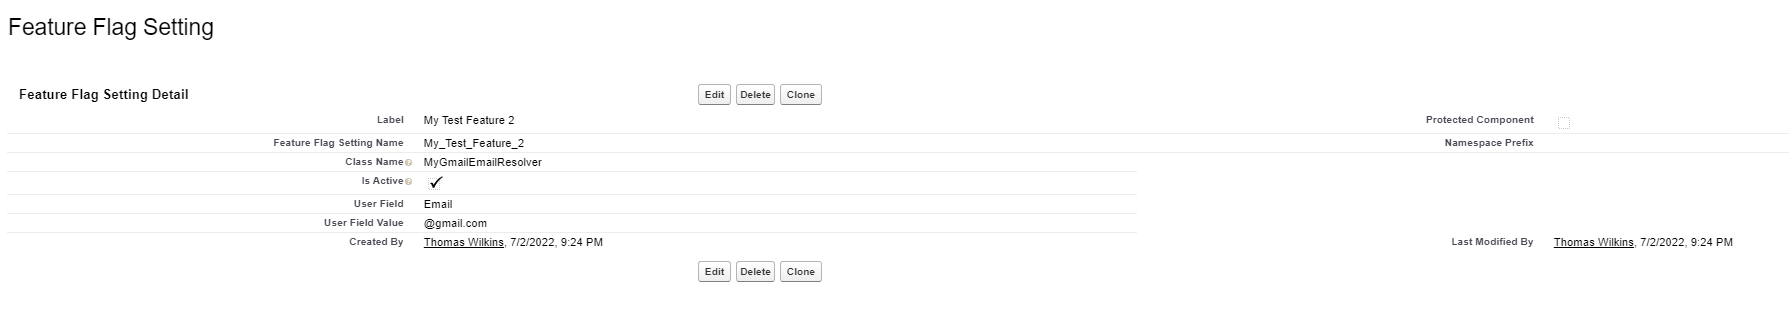 Feature Flag Setting
Feature Flag Setting Detail Edit Delete Clone
Label My Test Feature 2 Protected Component
Feature Flag Setting Name My_Test_Feature_2 Namespace Prefix
Class Name MyGmailEmailResolver
Is Active
User Field Email
User Field Value @gmail.com
Created By Thomas Wilkins, 7/2/2022, 9:24 PM Last Modified By Thomas Wilkins, 7/2/2022, 9:24 PM
Edit Delete Clone